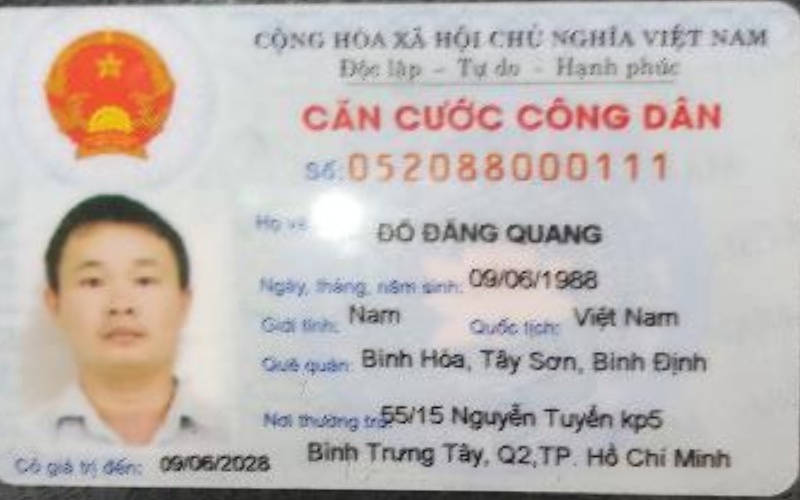 CỘNG HÒA XÃ HỘI CHỦ NGHĨA VIỆT NAM
Độc lập - Tự do - Hạnh phúc
CĂN CƯỚC CÔNG DÂN
Số: 052088000111
Họ và ĐỖ ĐĂNG QUANG
Ngày, tháng, năm sinh: 09/06/1988
Giới tính: Nam Quốc tịch: Việt Nam
Quê quán: Bình Hòa, Tây Sơn, Bình Định
Nơi thường trú 55/15 Nguyễn Tuyển kp5
Bình Trưng Tây, Q2,TP. Hồ Chí Minh
Có giá trị đến: 09/06/2028